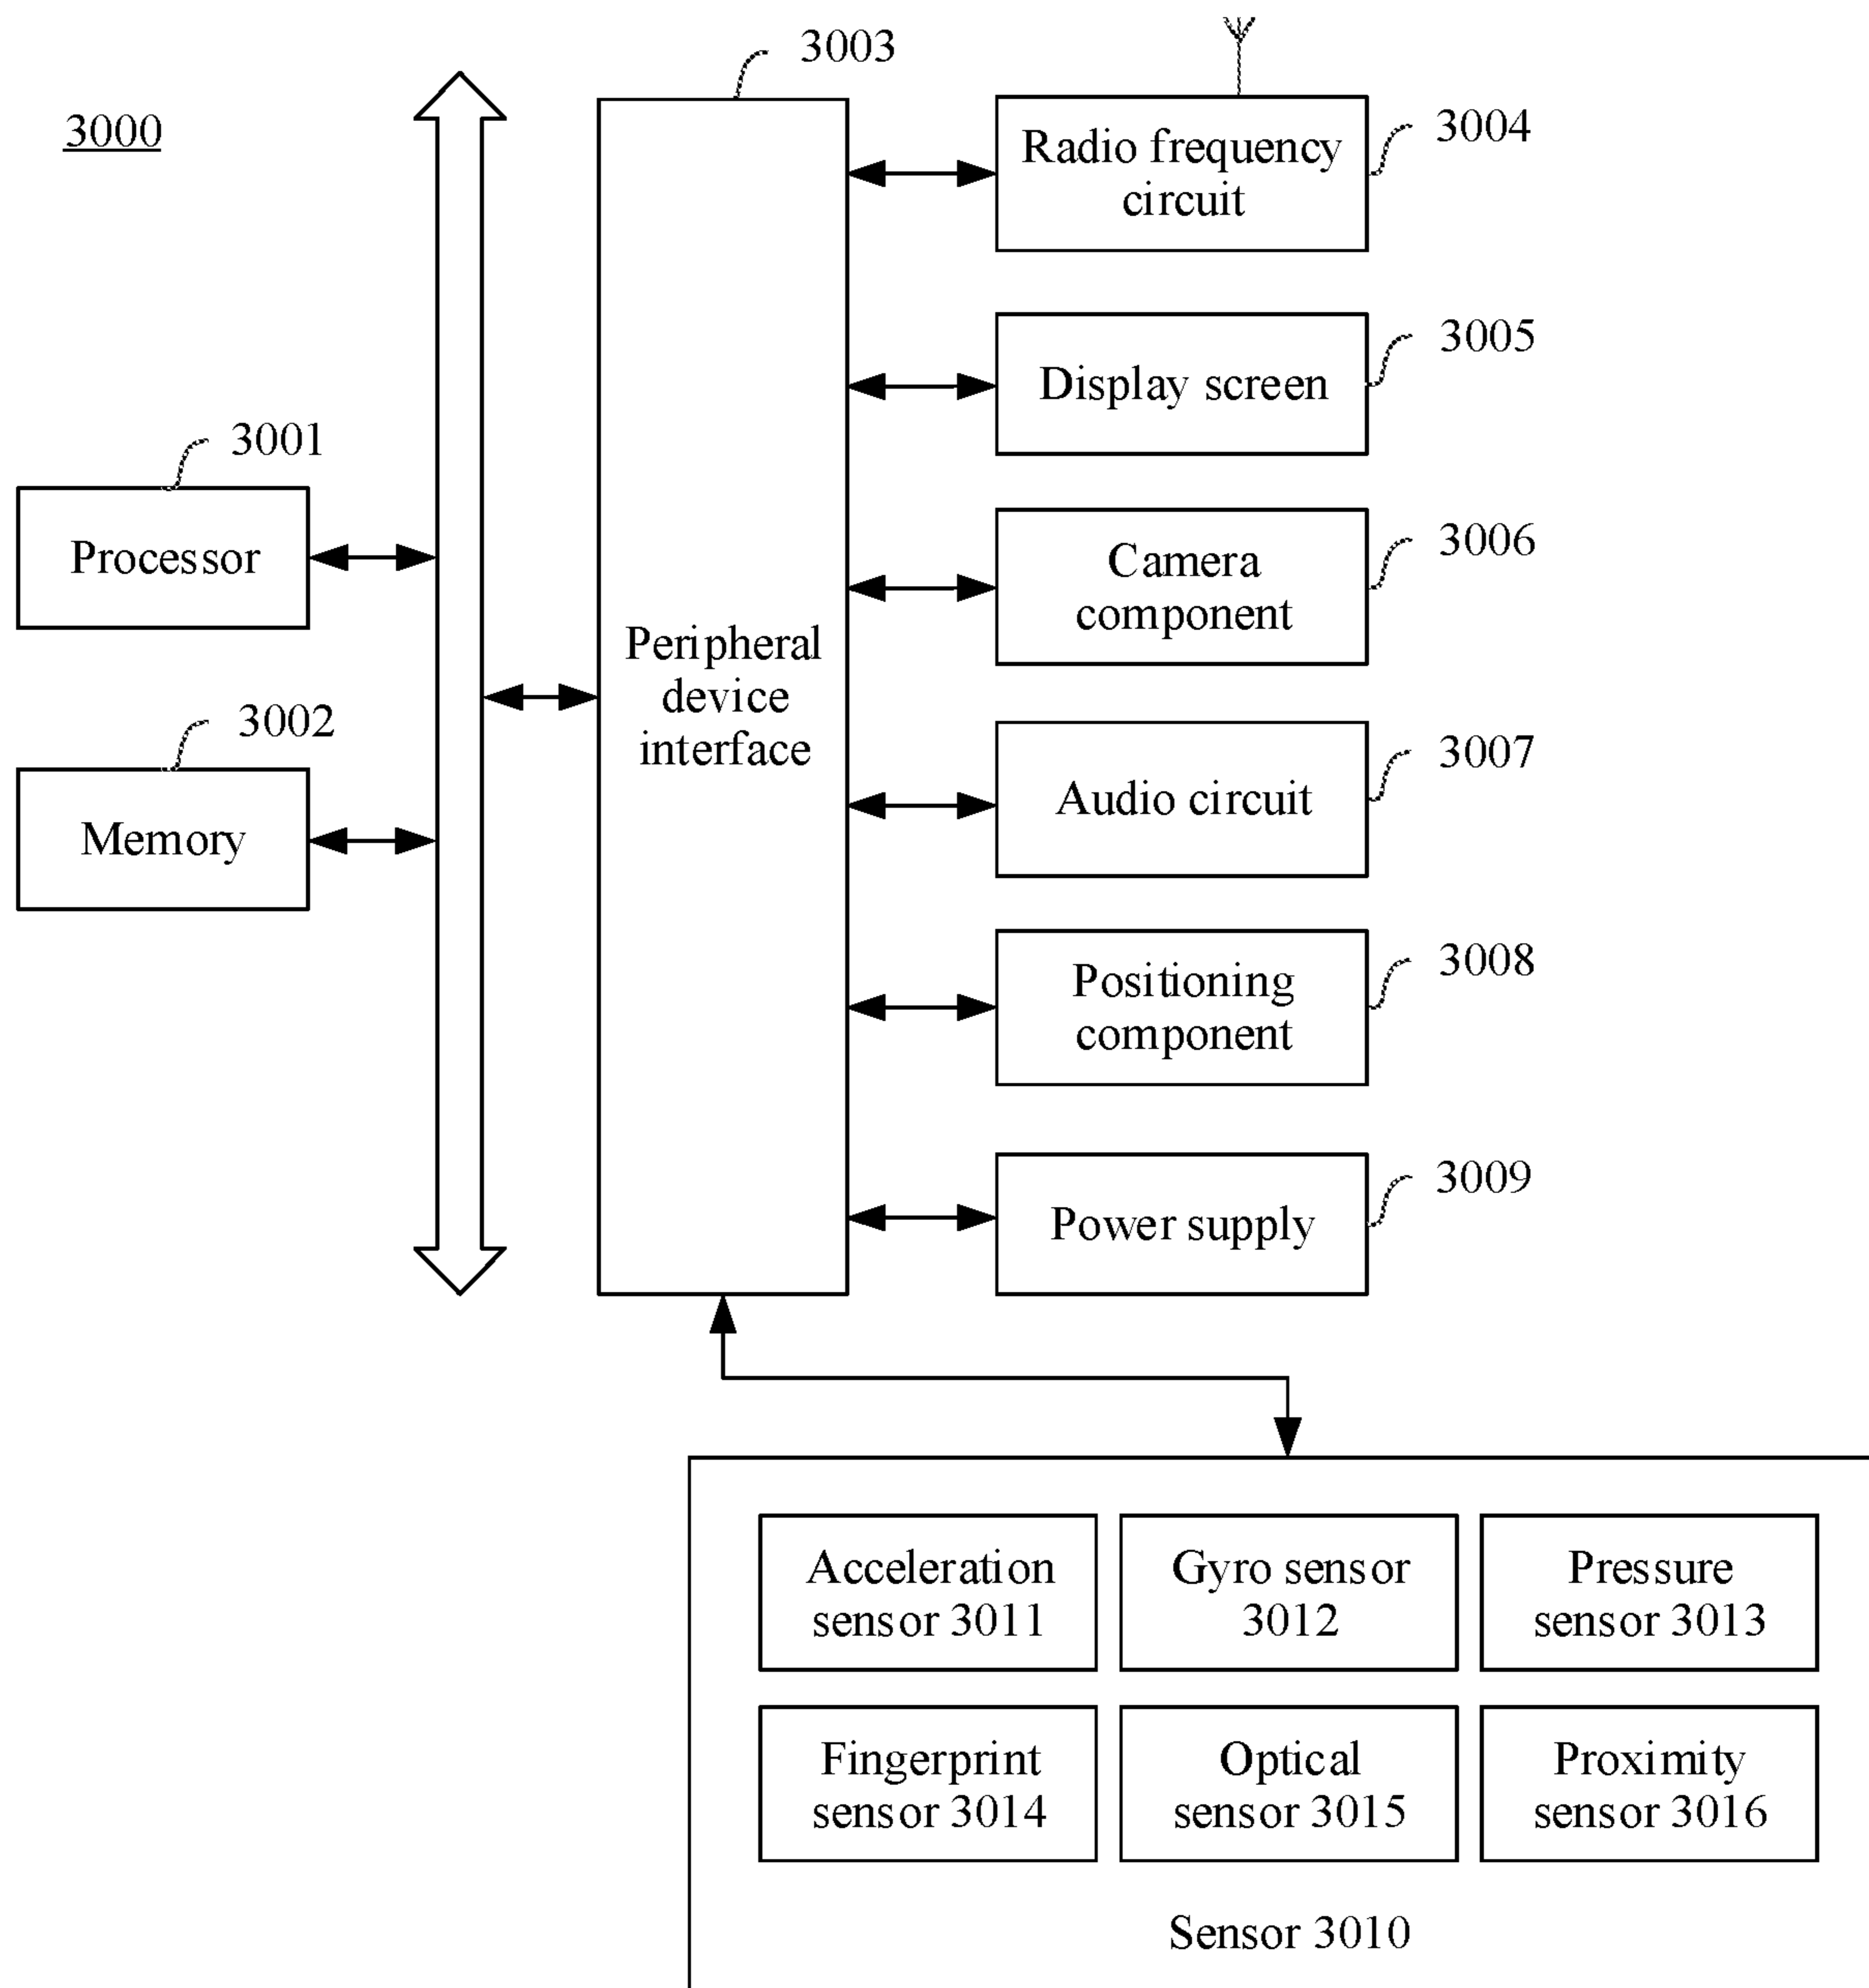 3000
3003
Radio frequency
circuit
3004
Display screen
3005
3001
Processor
Camera
component
3006
Peripheral
device
interface
3002
Memory
Audio circuit
3007
Positioning
component
3008
Power supply
3009
Acceleration
sensor 3011
Gyro sensor
3012
Pressure
sensor 3013
Fingerprint
sensor 3014
Optical
sensor 3015
Proximity
sensor 3016
Sensor 3010